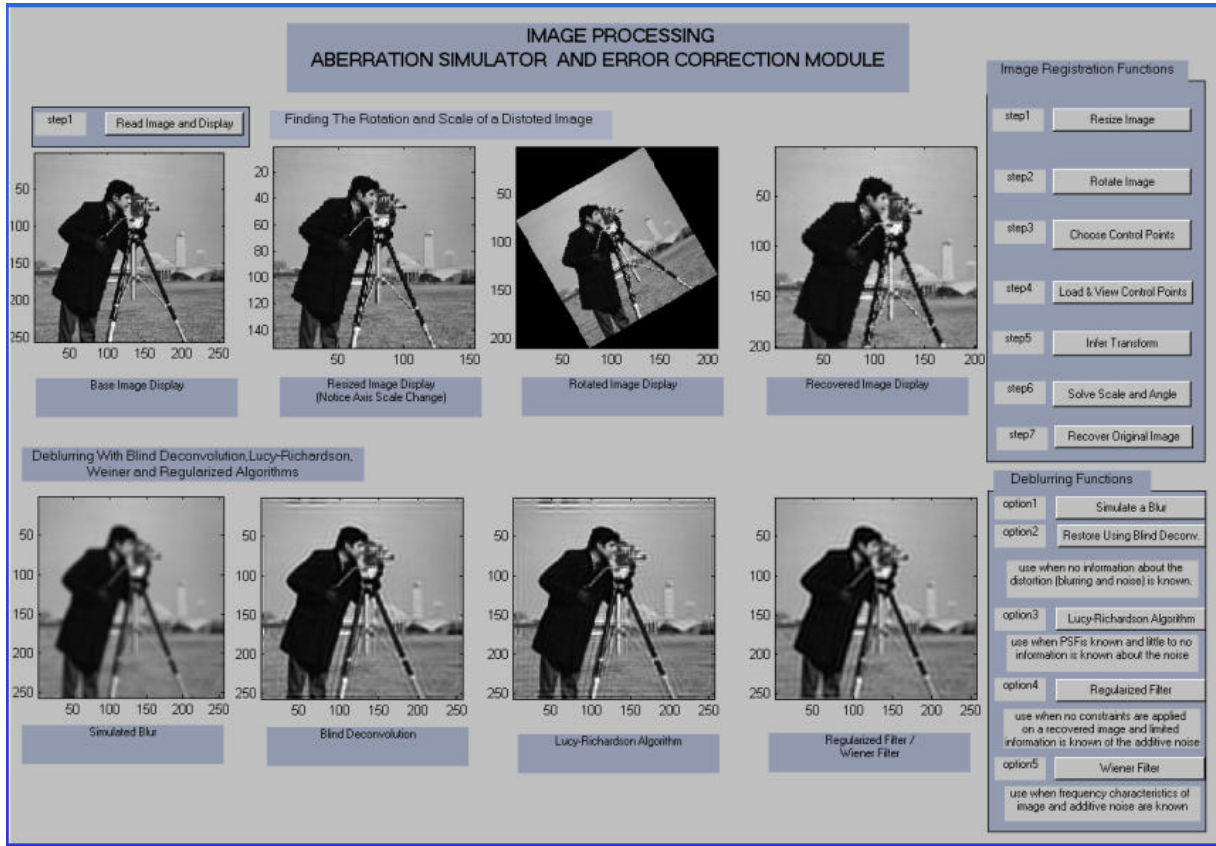 IMAGE PROCESSING
ABERRATION SIMULATOR AND ERROR CORRECTION MODULE
step1
Read Image and Display
Finding The Rotation and Scale of a Distoted Image
50
100
150
200
250
50 100 150 200 250
Base Image Display
20
40
60
80
100
120
140
50 100 150
Resized Image Display
(Notice Axis Scale Change)
50
100
150
200
50 100 150 200
Rotated Image Display
50
100
150
200
50 100 150 200
Recovered Image Display
Deblurring With Blind Deconvolution,Lucy-Richardson,
Weiner and Regularized Algorithms
50
100
150
200
250
50 100 150 200 250
Simulated Blur
50
100
150
200
250
50 100 150 200 250
Blind Deconvolution
50
100
150
200
250
50 100 150 200 250
Lucy-Richardson Algorithm
50
100
150
200
250
50 100 150 200 250
Regularized Filter /
Wiener Filter
Image Registration Functions
step1
Resize Image
step2
Rotate Image
step3
Choose Control Points
step4
Load & View Control Points
step5
Infer Transform
step6
Solve Scale and Angle
step7
Recover Original Image
Deblurring Functions
option1
Simulate a Blur
option2
Restore Using Blind Deconv.
use when no information about the
distortion (blurring and noise) is known.
option3
Lucy-Richardson Algorithm
use when PSFis known and little to no
information is known about the noise
option4
Regularized Filter
use when no constraints are applied
on a recovered image and limited
information is known of the additive noise
option5
Wiener Filter
use when frequency characteristics of
image and additive noise are known